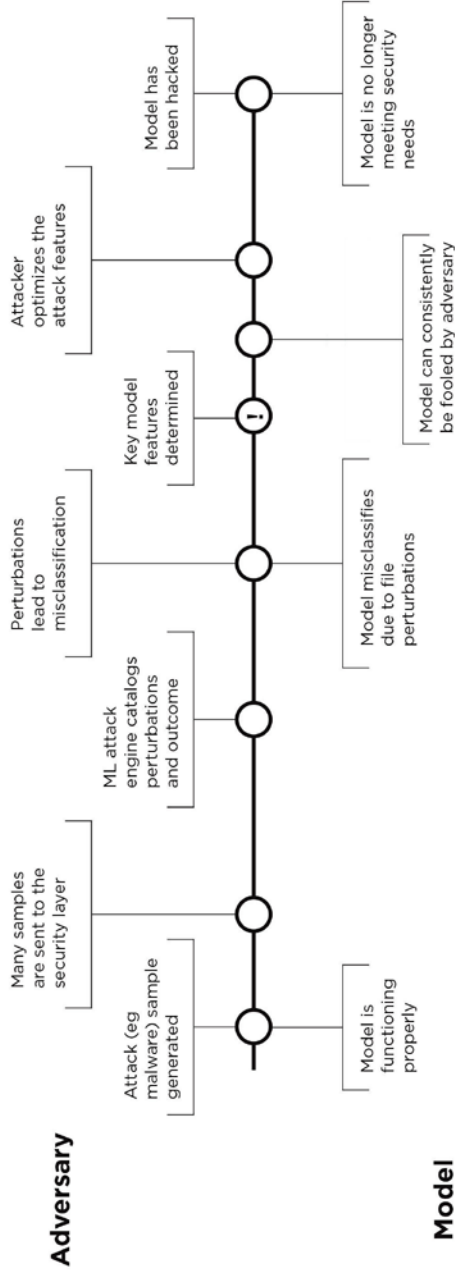 Adversary
Attack (eg
malware) sample
generated
Many samples
are sent to the
security layer
ML attack
engine catalogs
perturbations
and outcome
Perturbations
lead to
misclassification
Key model
features
determined
!
Attacker
optimizes the
attack features
Model has
been hacked
Model
Model is
functioning
properly
Model misclassifies
due to file
perturbations
Model can consistently
be fooled by adversary
Model is no longer
meeting security
needs